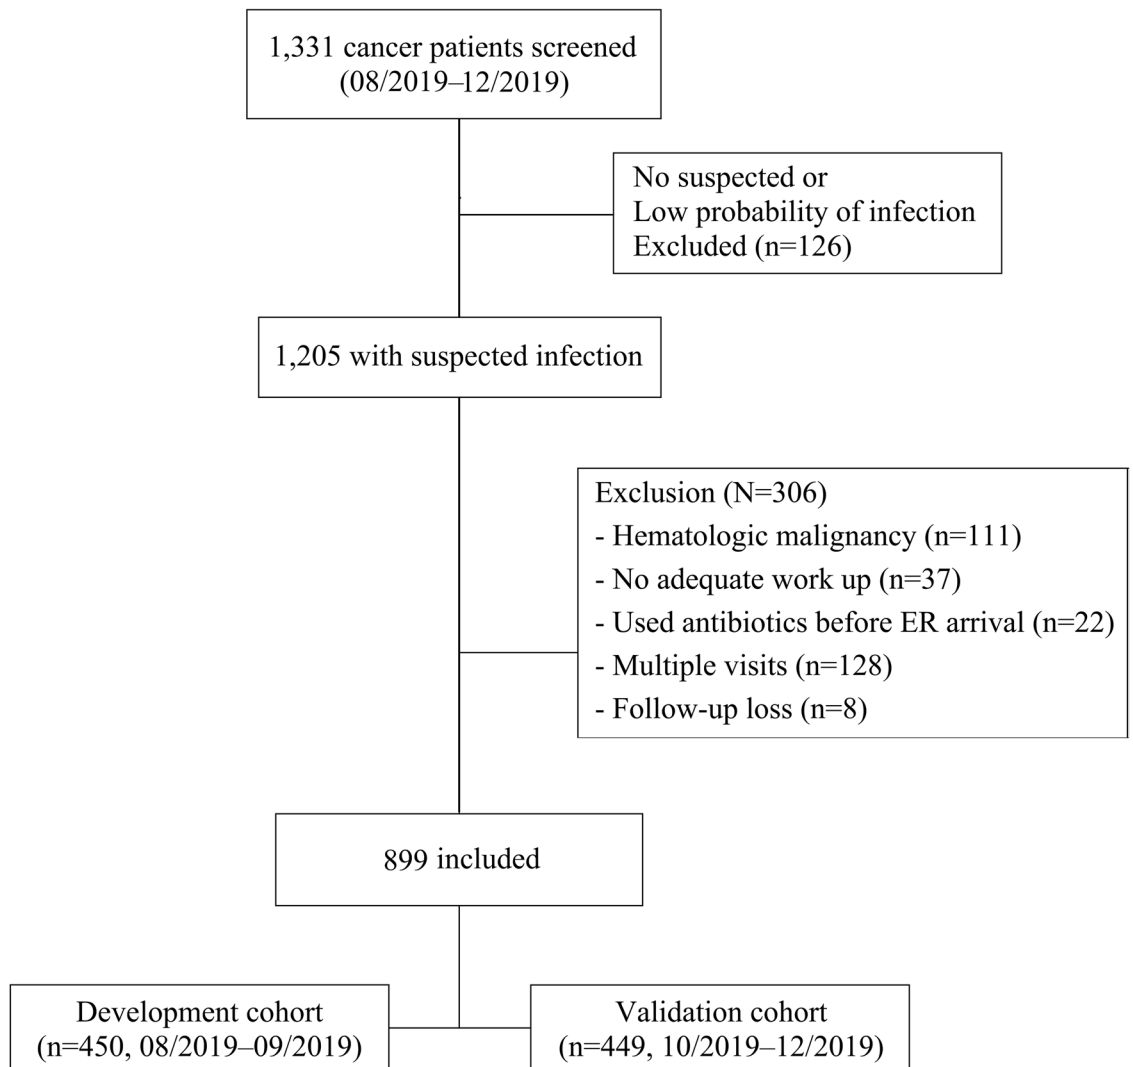 1,331 cancer patients screened
(08/2019–12/2019)
No suspected or
Low probability of infection
Excluded (n=126)
1,205 with suspected infection
Exclusion (N=306)
- Hematologic malignancy (n=111)
- No adequate work up (n=37)
- Used antibiotics before ER arrival (n=22)
- Multiple visits (n=128)
- Follow-up loss (n=8)
899 included
Development cohort
(n=450, 08/2019–09/2019)
Validation cohort
(n=449, 10/2019–12/2019)